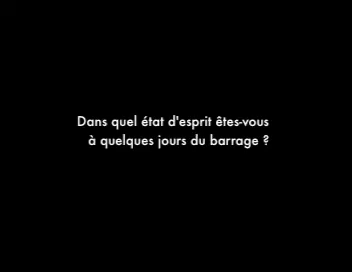 Dans quel état d'esprit êtes-vous
à quelques jours du barrage ?